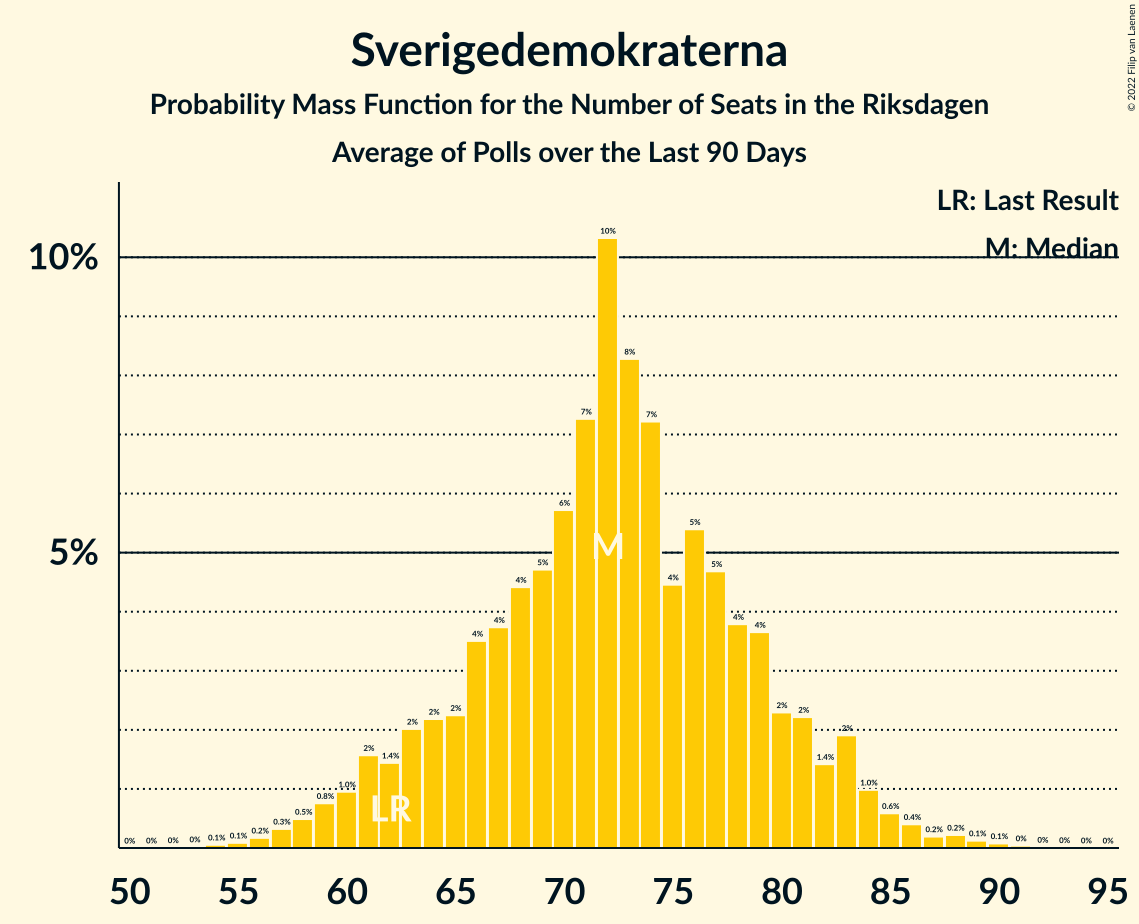 Sverigedemokraterna
Probability Mass Function for the Number of Seats in the Riksdagen
Average of Polls over the Last 90 Days
© 2022 Filip van Laenen
LR: Last Result
M: Median
10%
5%
0% 0% 0% 0% 0.1% 0.1% 0.2% 0.3% 0.5% 0.8% 1.0% 2% 1.4% 2% 2% 2% 4% 4% 4% 5% 6% 7% 10% 8% 7% 4% 5% 5% 4% 4% 2% 2% 1.4% 2% 1.0% 0.6% 0.4% 0.2% 0.2% 0.1% 0.1% 0% 0% 0% 0% 0%
M
LR
50 55 60 65 70 75 80 85 90 95